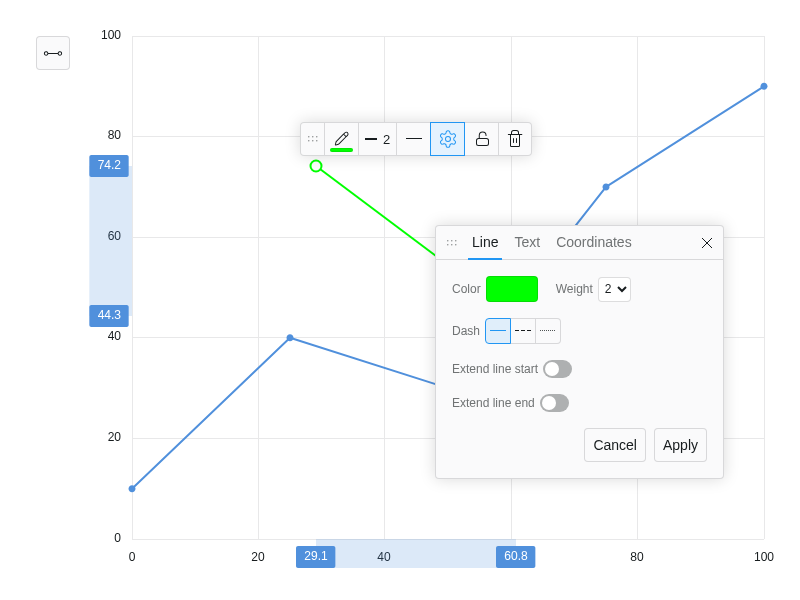 100
80
74.2
60
44.3
40
20
0
2
Line Text Coordinates
Color Weight 2
Dash
Extend line start
Extend line end
Cancel Apply
0 20 29.1 40 60.8 80 100